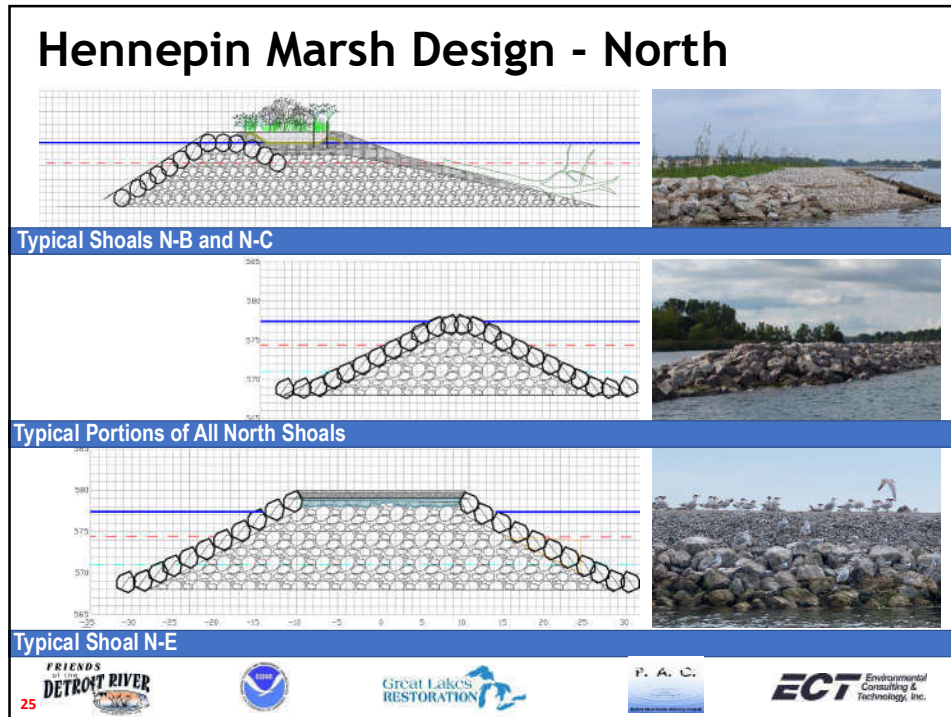 Hennepin Marsh Design - North
Typical Shoals N-B and N-C
585
580
575
570
565
Typical Portions of All North Shoals
585
580
575
570
565
-35 -30 -25 -20 -15 -10 -5 0 5 10 15 20 25 30
Typical Shoal N-E
FRIENDS
of the
DETROIT RIVER
NOAA
Great Lakes
RESTORATION
P. A. C.
ECT Environmental
Consulting &
Technology, Inc.
25